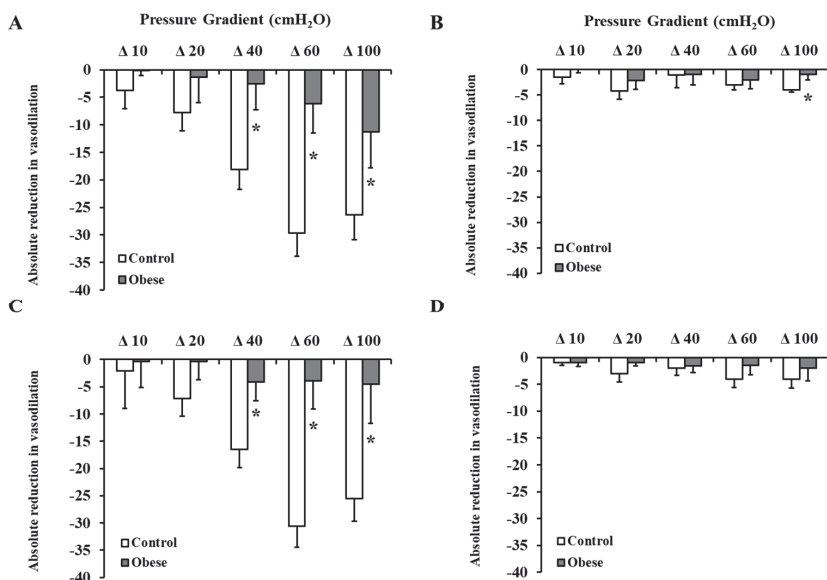 Pressure Gradient (cmH₂O)
A
Δ 10 Δ 20 Δ 40 Δ 60 Δ 100
0
-5
-10
-15
-20
-25
-30
-35
-40
Absolute reduction in vasodilation
* * *
Control
Obese
Pressure Gradient (cmH₂O)
B
Δ 10 Δ 20 Δ 40 Δ 60 Δ 100
0
-5
-10
-15
-20
-25
-30
-35
-40
Absolute reduction in vasodilation
*
Control
Obese
C
Δ 10 Δ 20 Δ 40 Δ 60 Δ 100
0
-5
-10
-15
-20
-25
-30
-35
-40
Absolute reduction in vasodilation
* * *
Control
Obese
D
Δ 10 Δ 20 Δ 40 Δ 60 Δ 100
0
-5
-10
-15
-20
-25
-30
-35
-40
Absolute reduction in vasodilation
Control
Obese